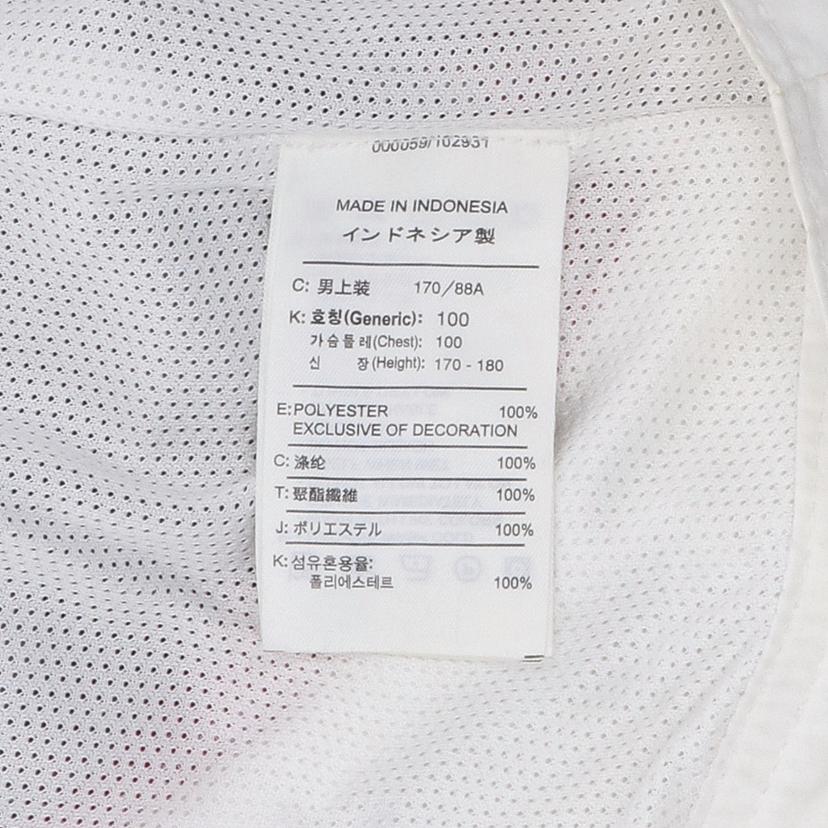 000059/102931
MADE IN INDONESIA
インドネシア製
C: 男上装 170/88A
K: 호칭(Generic): 100
가슴둘레(Chest): 100
신 장(Height): 170 - 180
E:POLYESTER 100%
EXCLUSIVE OF DECORATION
C: 涤纶 100%
T: 聚酯纖維 100%
J: ポリエステル 100%
K: 섬유혼용율:
폴리에스테르 100%